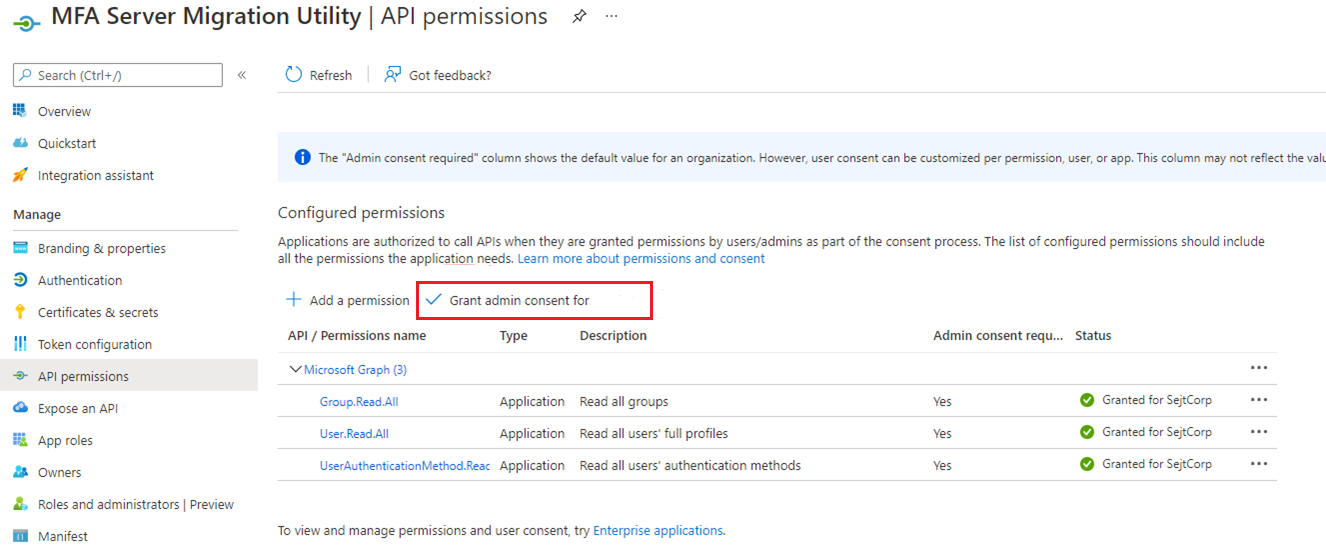 MFA Server Migration Utility | API permissions
Search (Ctrl+/)
Refresh
Got feedback?
Overview
Quickstart
Integration assistant
Manage
Branding & properties
Authentication
Certificates & secrets
Token configuration
API permissions
Expose an API
App roles
Owners
Roles and administrators | Preview
Manifest
The "Admin consent required" column shows the default value for an organization. However, user consent can be customized per permission, user, or app. This column may not reflect the valu
Configured permissions
Applications are authorized to call APIs when they are granted permissions by users/admins as part of the consent process. The list of configured permissions should include
all the permissions the application needs. Learn more about permissions and consent
Add a permission Grant admin consent for
API / Permissions name Type Description Admin consent requ... Status
Microsoft Graph (3)
Group.Read.All Application Read all groups Yes Granted for SejtCorp
User.Read.All Application Read all users' full profiles Yes Granted for SejtCorp
UserAuthenticationMethod.Reac Application Read all users' authentication methods Yes Granted for SejtCorp
To view and manage permissions and user consent, try Enterprise applications.